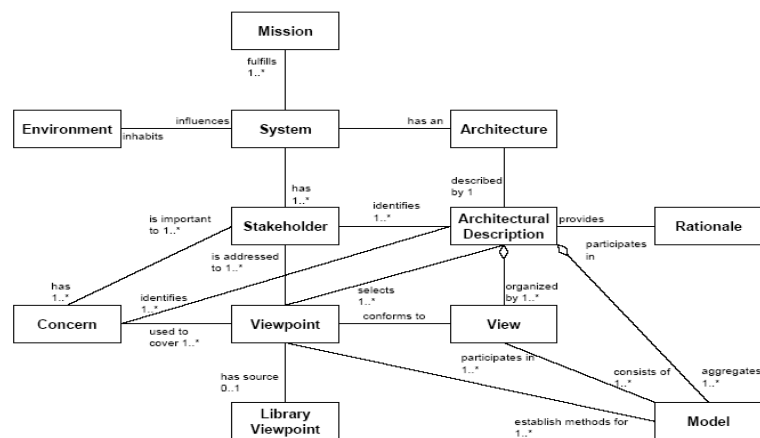 Mission
fulfills
1..*
influences
Environment
System
has an
Architecture
inhabits
has
1..*
described
by 1
is important
to 1..*
identifies
1..*
Stakeholder
Architectural
Description
provides
Rationale
is addressed
to 1..*
participates
in
has
1..*
identifies
1..*
selects
1..*
organized
by 1..*
Concern
used to
cover 1..*
Viewpoint
conforms to
View
has source
0..1
participates in
1..*
consists of
1..*
aggregates
1..*
Library
Viewpoint
establish methods for
1..*
Model